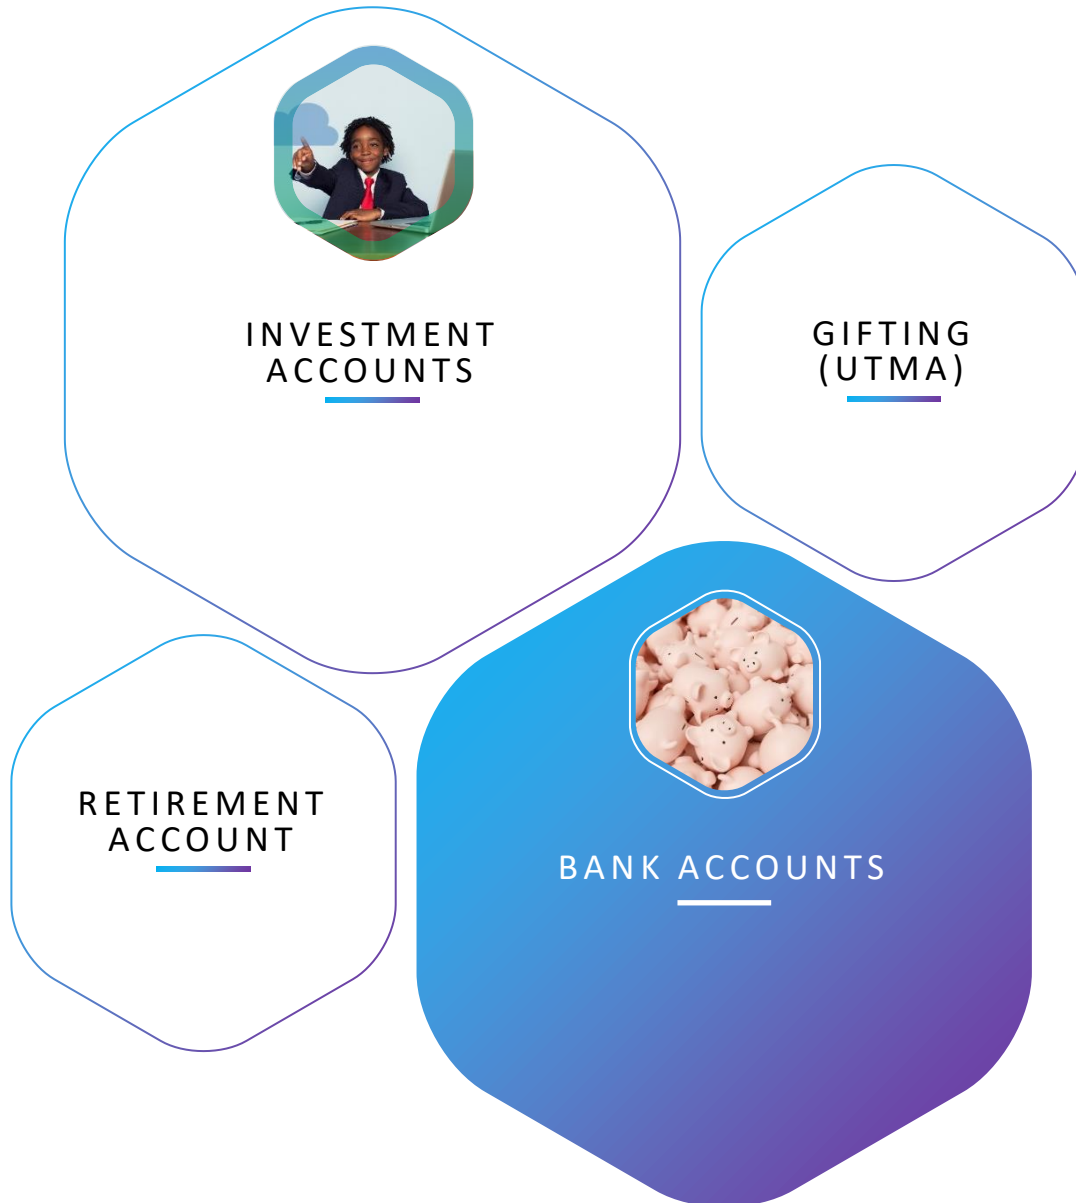 INVESTMENT
ACCOUNTS
GIFTING
(UTMA)
RETIREMENT
ACCOUNT
BANK ACCOUNTS